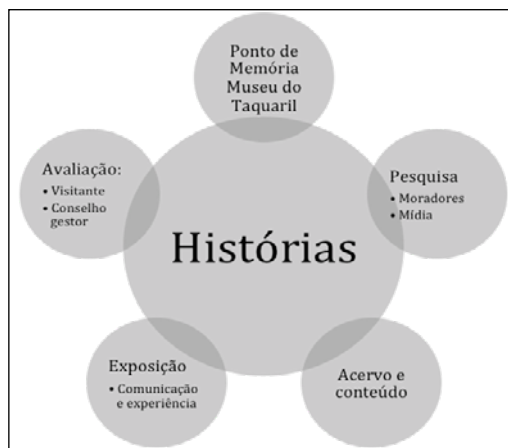 Ponto de
Memória
Museu do
Taquaril
Avaliação:
• Visitante
• Conselho
gestor
Pesquisa
• Moradores
• Mídia
Histórias
Exposição
• Comunicação
e experiência
Acervo e
conteúdo